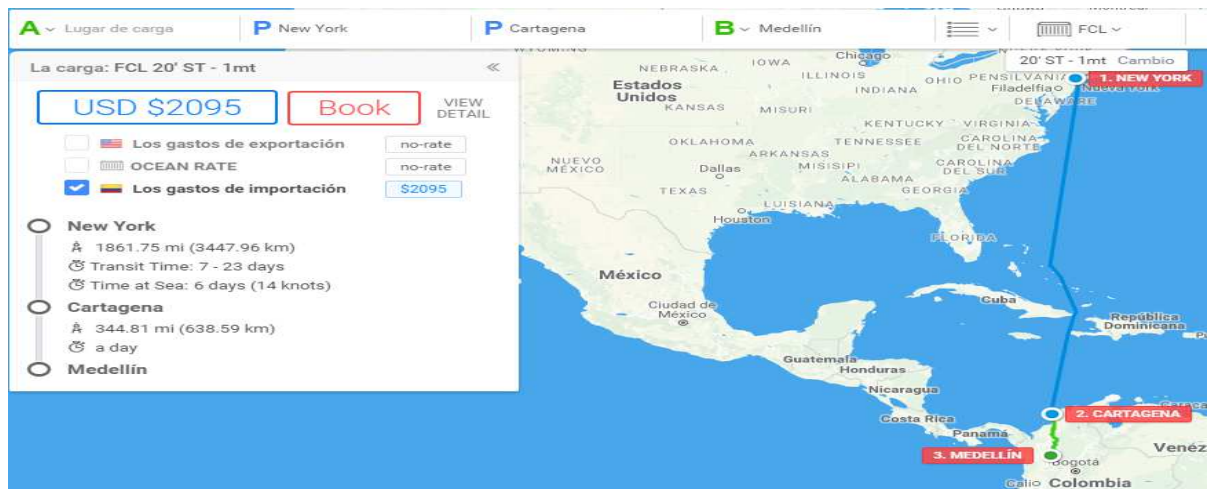 A Lugar de carga
P New York
P Cartagena
B Medellín
FCL
La carga: FCL 20' ST - 1mt
USD $2095
Book
VIEW
DETAIL
Los gastos de exportación no-rate
OCEAN RATE no-rate
Los gastos de importación $2095
New York
1861.75 mi (3447.96 km)
Transit Time: 7 - 23 days
Time at Sea: 6 days (14 knots)
Cartagena
344.81 mi (638.59 km)
a day
Medellín
20' ST - 1mt Cambio
Chicago
NEBRASKA
IOWA
ILLINOIS
INDIANA
OHIO
PENSILVANIA
1. NEW YORK
Filadelfia
Estados
Unidos
KANSAS
MISURI
DELAWARE
KENTUCKY
VIRGINIA
OKLAHOMA
TENNESSEE
CAROLINA
DEL NORTE
NUEVO
MÉXICO
ARKANSAS
Dallas
MISISIPI
CAROLINA
DEL SUR
ALABAMA
TEXAS
GEORGIA
LUISIANA
Houston
FLORIDA
México
Ciudad de
México
Cuba
República
Dominicana
Guatemala
Honduras
Nicaragua
Costa Rica
Panamá
2. CARTAGENA
Caracas
Venez
3. MEDELLÍN
Bogotá
Cali
Colombia